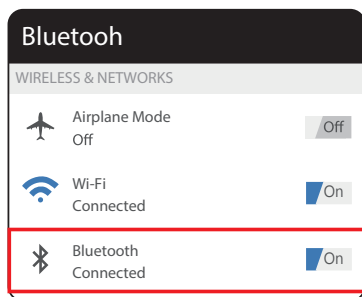 Bluetooh
WIRELESS & NETWORKS
Airplane Mode
Off
Off
Wi-Fi
Connected
On
Bluetooth
Connected
On